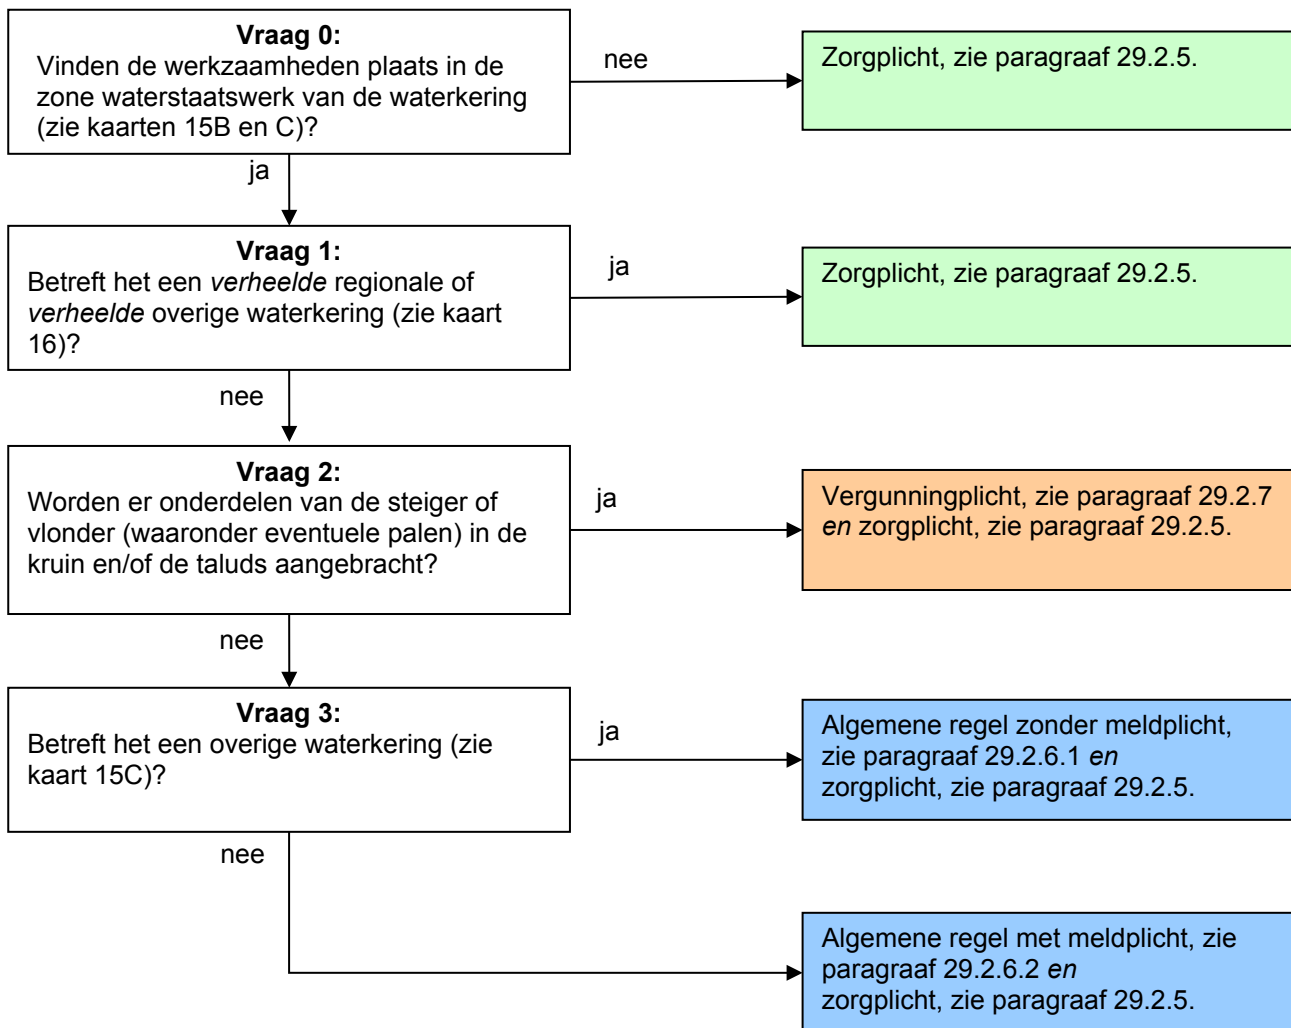 Vraag 0:
Vinden de werkzaamheden plaats in de
zone waterstaatswerk van de waterkering
(zie kaarten 15B en C)?
nee
Zorgplicht, zie paragraaf 29.2.5.
ja
Vraag 1:
Betreft het een verheelde regionale of
verheelde overige waterkering (zie kaart
16)?
ja
Zorgplicht, zie paragraaf 29.2.5.
nee
Vraag 2:
Worden er onderdelen van de steiger of
vlonder (waaronder eventuele palen) in de
kruin en/of de taluds aangebracht?
ja
Vergunningplicht, zie paragraaf 29.2.7
en zorgplicht, zie paragraaf 29.2.5.
nee
Vraag 3:
Betreft het een overige waterkering (zie
kaart 15C)?
ja
Algemene regel zonder meldplicht,
zie paragraaf 29.2.6.1 en
zorgplicht, zie paragraaf 29.2.5.
nee
Algemene regel met meldplicht, zie
paragraaf 29.2.6.2 en
zorgplicht, zie paragraaf 29.2.5.